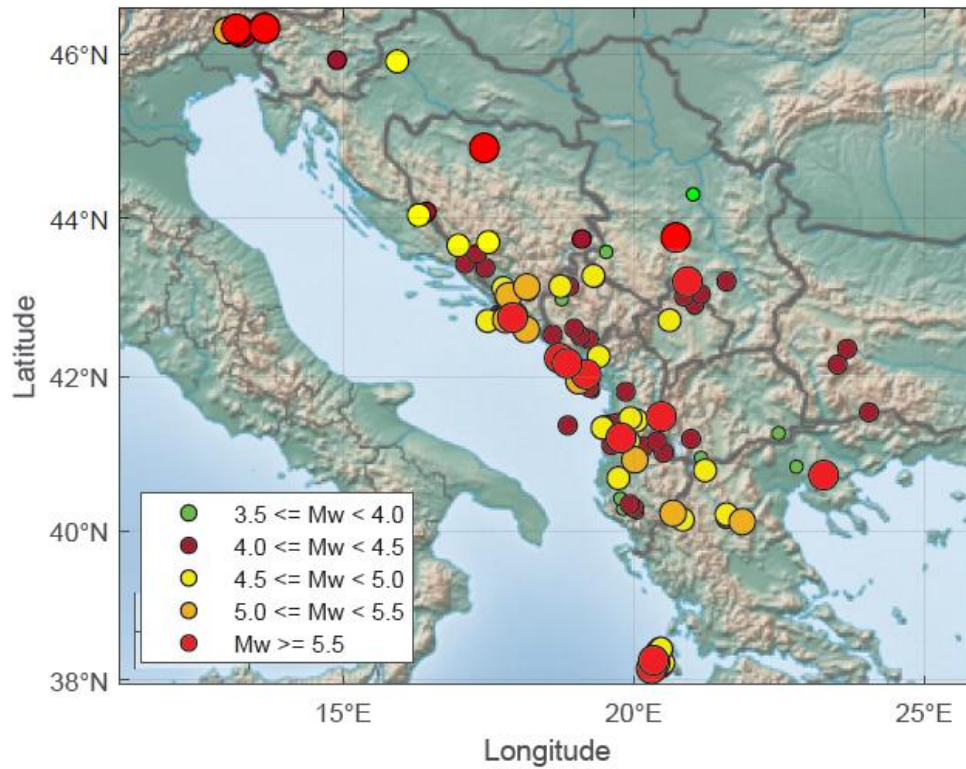 46°N
44°N
42°N
40°N
38°N
Latitude
3.5 <= Mw < 4.0
4.0 <= Mw < 4.5
4.5 <= Mw < 5.0
5.0 <= Mw < 5.5
Mw >= 5.5
15°E
20°E
25°E
Longitude